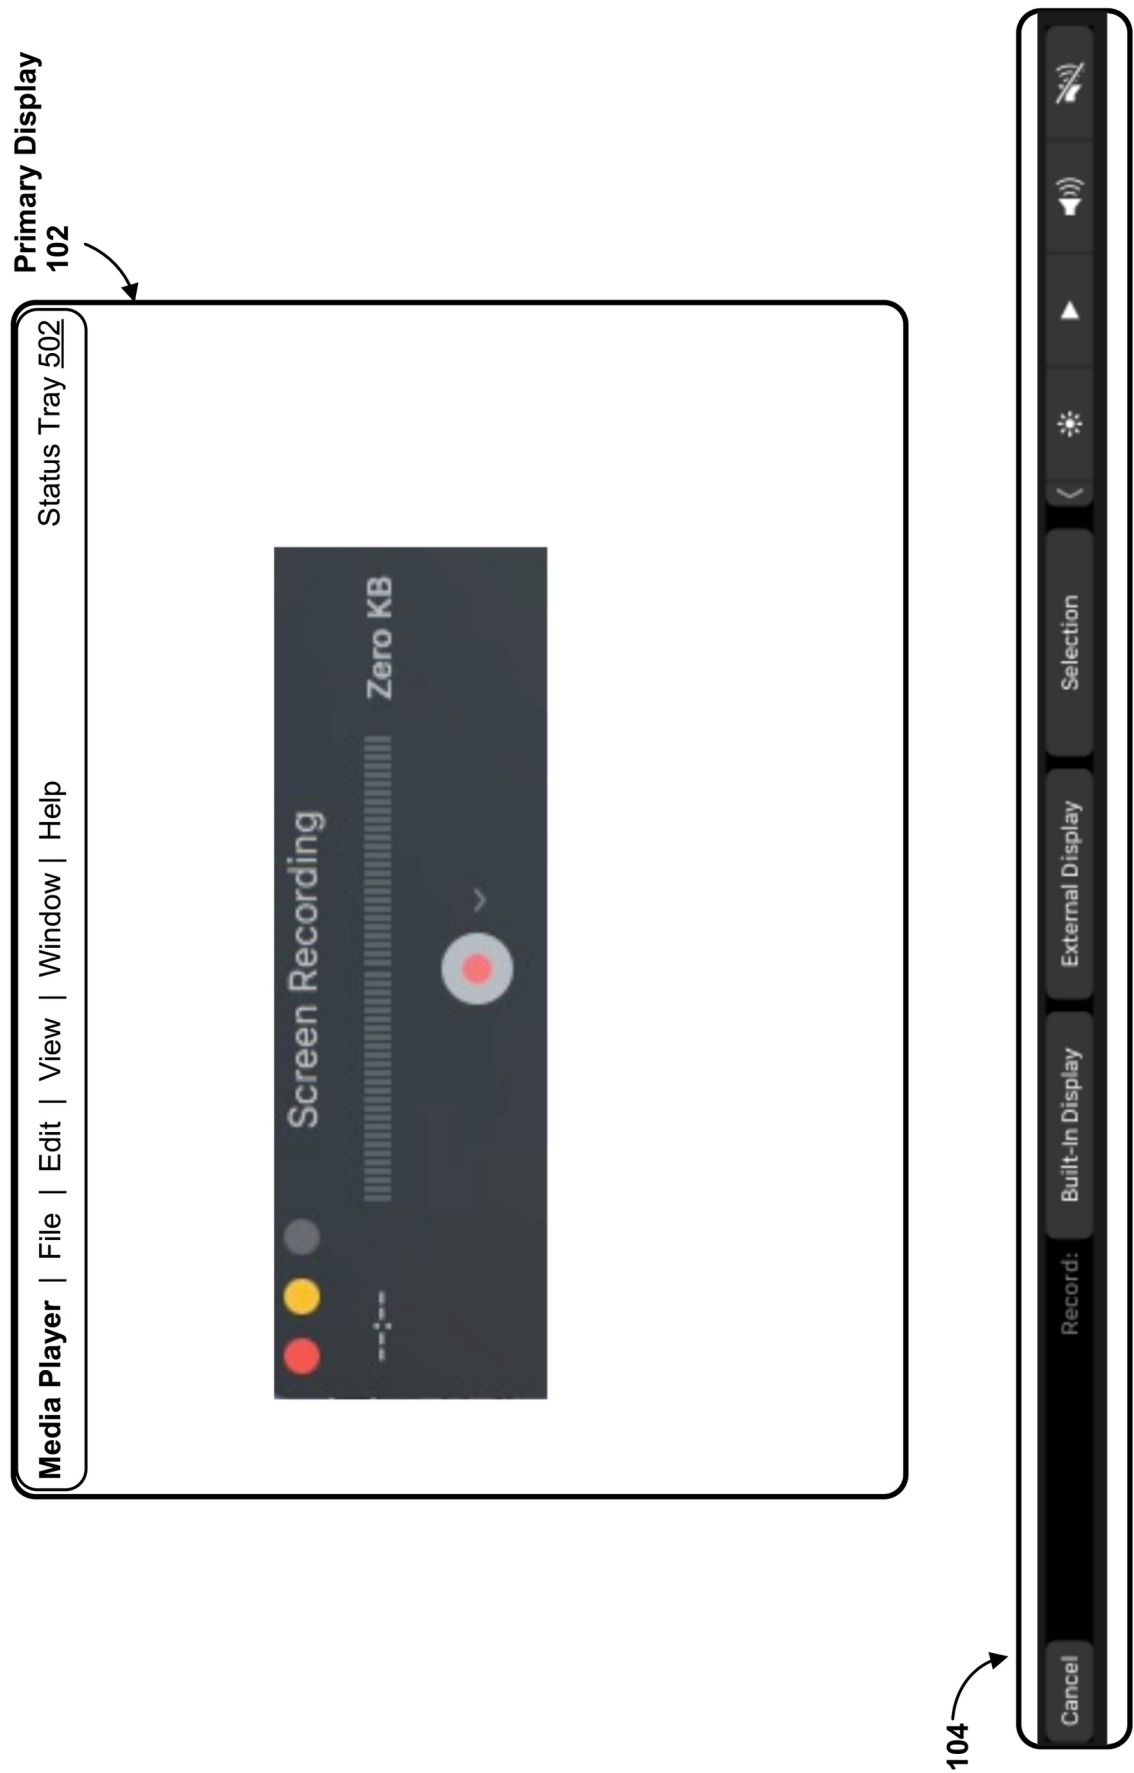 Primary Display
102
Media Player | File | Edit | View | Window | Help
Status Tray 502
Screen Recording
--:--
Zero KB
104
Cancel
Record:
Built-In Display
External Display
Selection